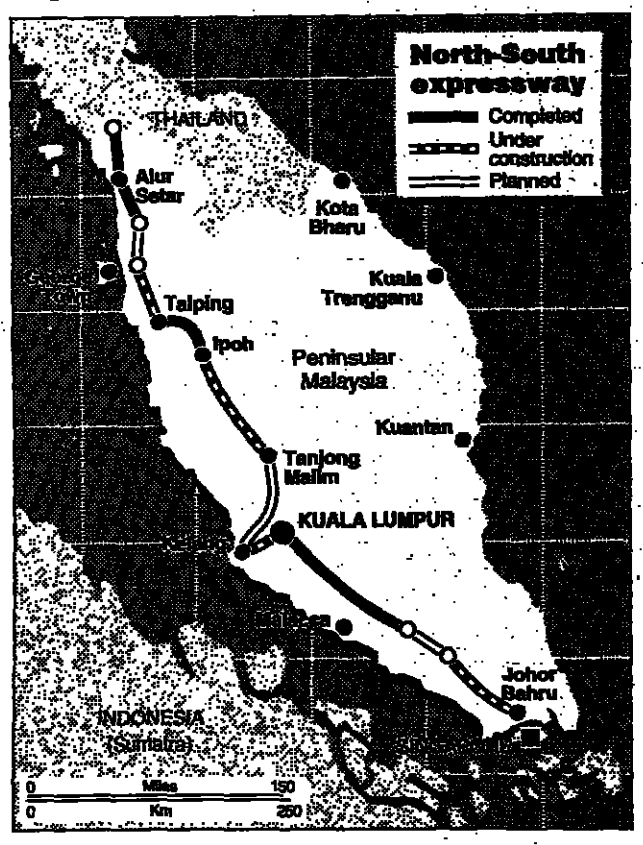 North-South
expressway
Completed
Under
construction
Planned
THAILAND
Alur
Setar
Kota
Bharu
Kuala
Trengganu
Taiping
Ipoh
Peninsular
Malaysia
Kuantan
Tanjong
Malim
KUALA LUMPUR
Johor
Bahru
INDONESIA
(Sumatra)
0 Miles 150
0 Km 250